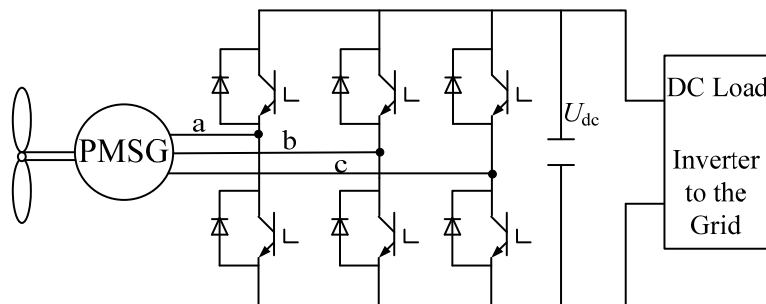 a
PMSG
b
c
U_dc
DC Load
Inverter
to the
Grid